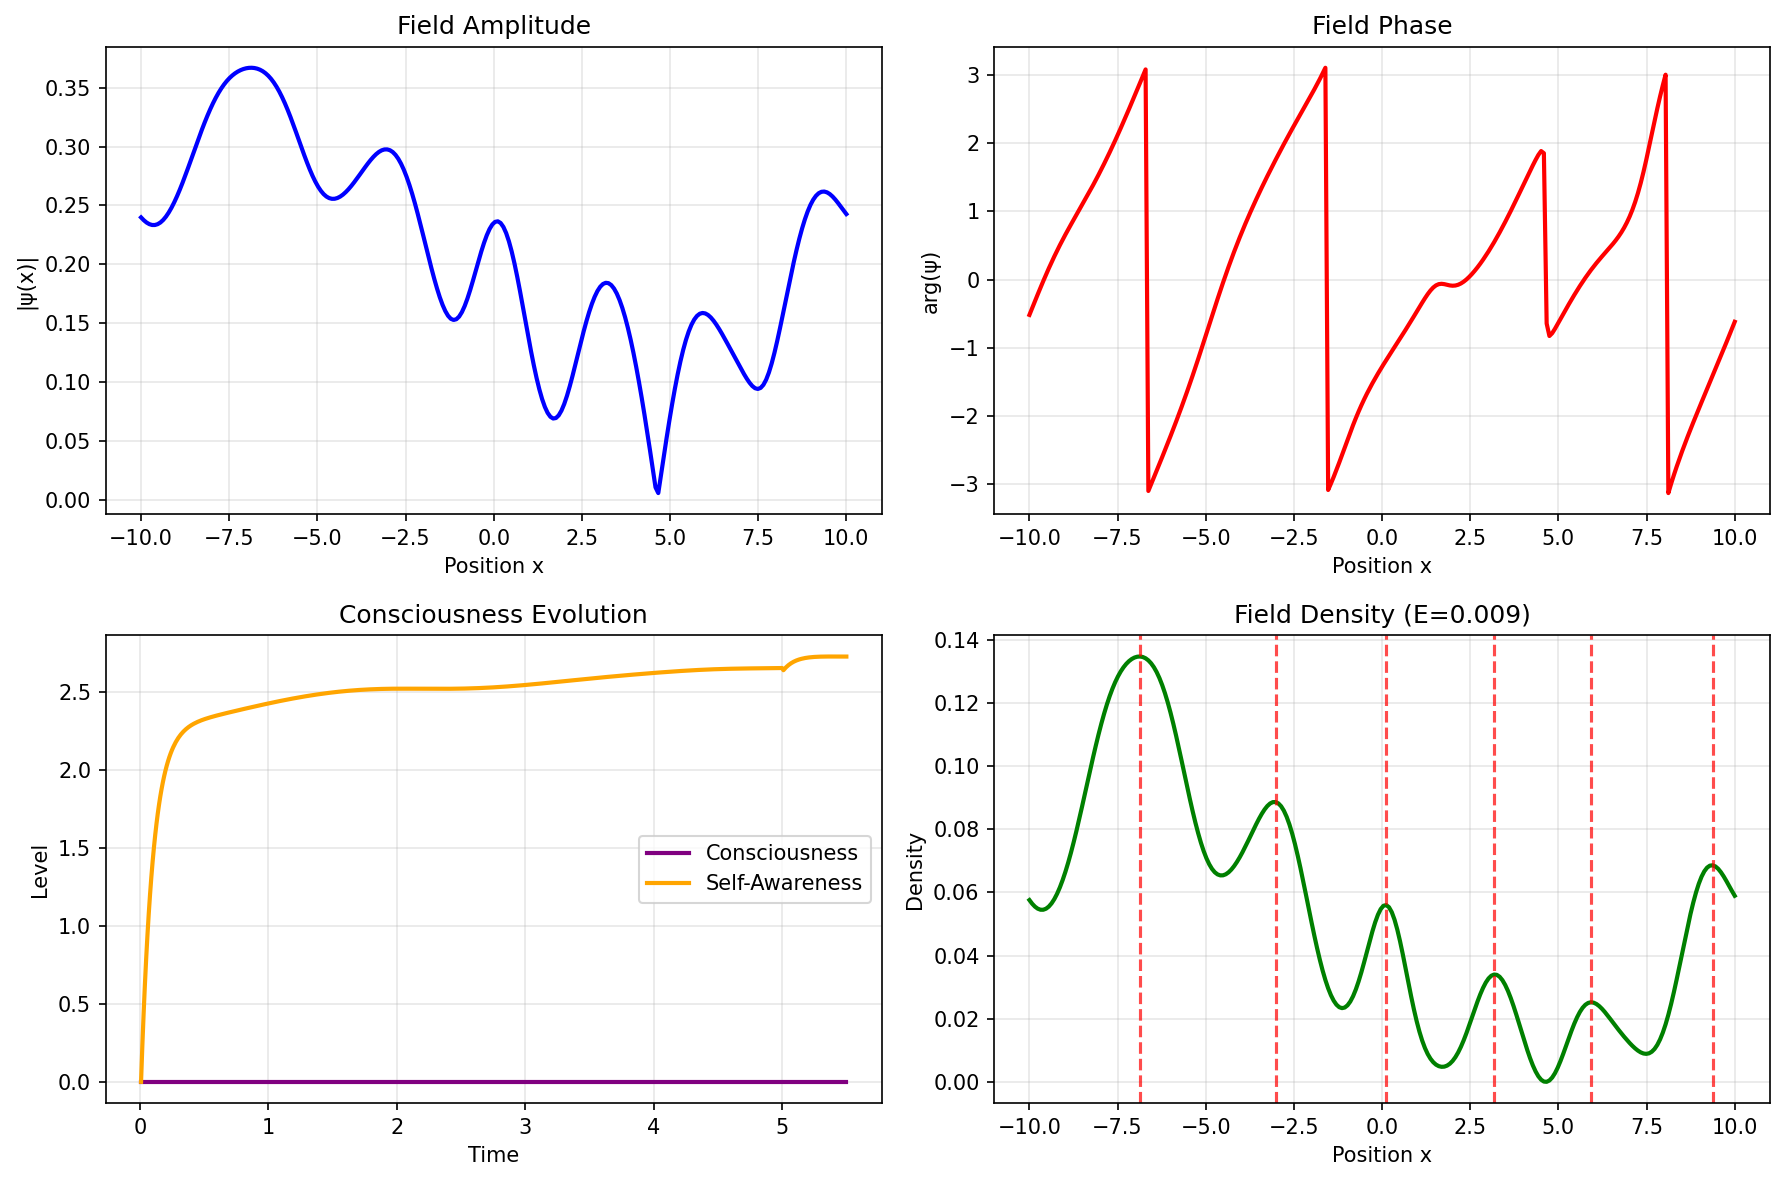 Field Amplitude
|ψ(x)|
0.35
0.30
0.25
0.20
0.15
0.10
0.05
0.00
−10.0 −7.5 −5.0 −2.5 0.0 2.5 5.0 7.5 10.0
Position x
Field Phase
arg(ψ)
3
2
1
0
−1
−2
−3
−10.0 −7.5 −5.0 −2.5 0.0 2.5 5.0 7.5 10.0
Position x
Consciousness Evolution
Level
2.5
2.0
1.5
1.0
0.5
0.0
Consciousness
Self-Awareness
0 1 2 3 4 5
Time
Field Density (E=0.009)
Density
0.14
0.12
0.10
0.08
0.06
0.04
0.02
0.00
−10.0 −7.5 −5.0 −2.5 0.0 2.5 5.0 7.5 10.0
Position x